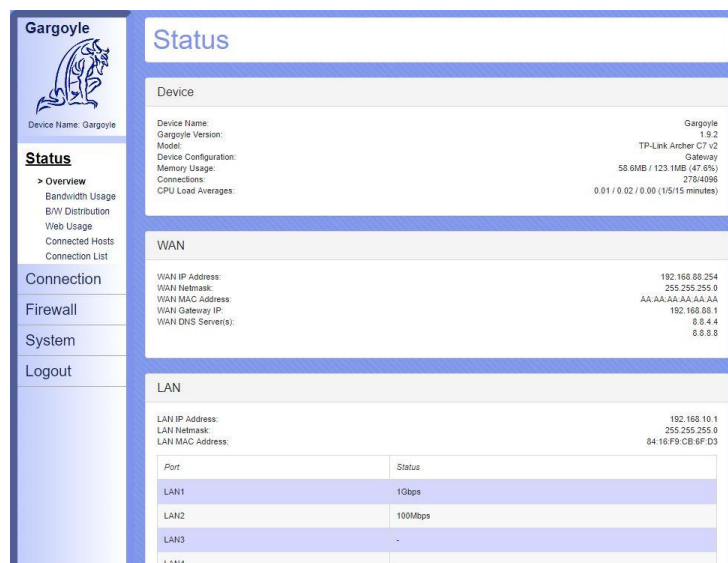 Gargoyle
Device Name: Gargoyle
Status
> Overview
Bandwidth Usage
B/W Distribution
Web Usage
Connected Hosts
Connection List
Connection
Firewall
System
Logout
Status
Device
Device Name: Gargoyle
Gargoyle Version: 1.9.2
Model: TP-Link Archer C7 v2
Device Configuration: Gateway
Memory Usage: 58.6MB / 123.1MB (47.6%)
Connections: 278/4096
CPU Load Averages: 0.01 / 0.02 / 0.00 (1/5/15 minutes)
WAN
WAN IP Address: 192.168.88.254
WAN Netmask: 255.255.255.0
WAN MAC Address: AA:AA:AA:AA:AA:AA
WAN Gateway IP: 192.168.88.1
WAN DNS Server(s): 8.8.4.4
8.8.8.8
LAN
LAN IP Address: 192.168.10.1
LAN Netmask: 255.255.255.0
LAN MAC Address: 84:16:F9:CB:6F:D3
Port Status
LAN1 1Gbps
LAN2 100Mbps
LAN3 -